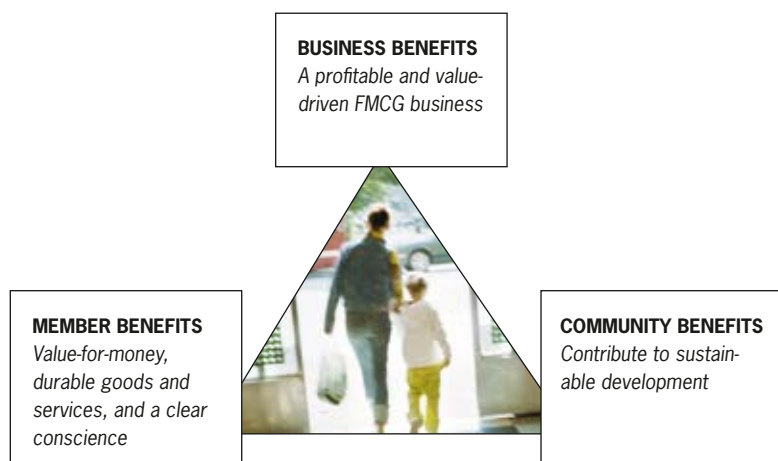 BUSINESS BENEFITS
A profitable and value-
driven FMCG business
MEMBER BENEFITS
Value-for-money,
durable goods and
services, and a clear
conscience
COMMUNITY BENEFITS
Contribute to sustain-
able development